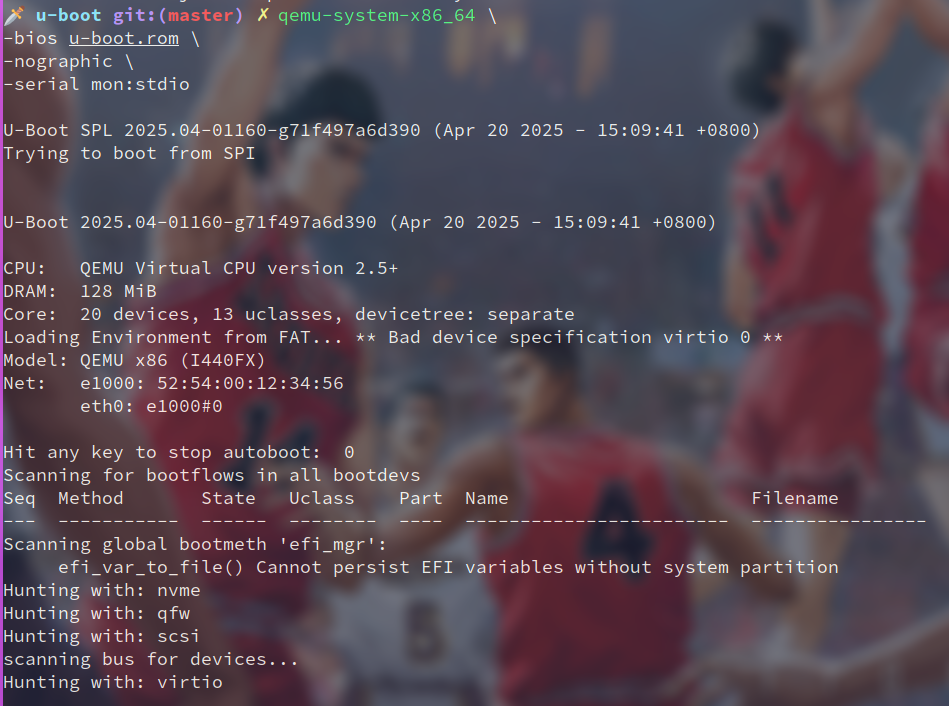 u-boot git:(master) ✗ qemu-system-x86_64 \
-bios u-boot.rom \
-nographic \
-serial mon:stdio
U-Boot SPL 2025.04-01160-g71f497a6d390 (Apr 20 2025 - 15:09:41 +0800)
Trying to boot from SPI
U-Boot 2025.04-01160-g71f497a6d390 (Apr 20 2025 - 15:09:41 +0800)
CPU:   QEMU Virtual CPU version 2.5+
DRAM:  128 MiB
Core:  20 devices, 13 uclasses, devicetree: separate
Loading Environment from FAT... ** Bad device specification virtio 0 **
Model: QEMU x86 (I440FX)
Net:   e1000: 52:54:00:12:34:56
       eth0: e1000#0
Hit any key to stop autoboot:  0
Scanning for bootflows in all bootdevs
Seq  Method       State   Uclass    Part  Name                      Filename
---  -----------  ------  --------  ----  ------------------------  ----------------
Scanning global bootmeth 'efi_mgr':
     efi_var_to_file() Cannot persist EFI variables without system partition
Hunting with: nvme
Hunting with: qfw
Hunting with: scsi
scanning bus for devices...
Hunting with: virtio
4